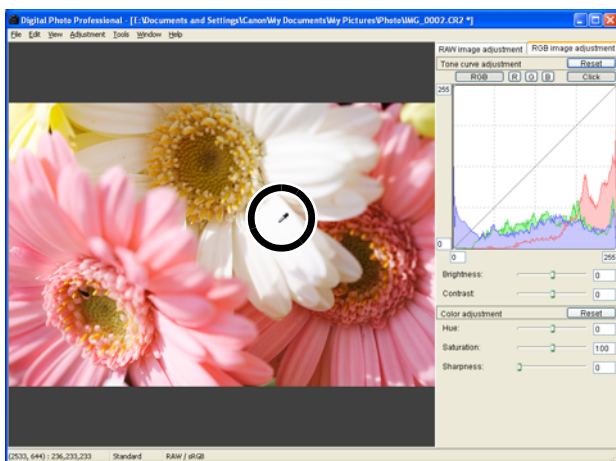 Digital Photo Professional - [E:\Documents and Settings\Canon\My Documents\My Pictures\Photo\IMG_0002.CR2 *]
File Edit View Adjustment Tools Window Help
RAW image adjustment RGB image adjustment
Tone curve adjustment Reset
RGB R G B Click
255
0
0 255
Brightness: 0
Contrast: 0
Color adjustment Reset
Hue: 0
Saturation: 100
Sharpness: 0
(2533, 644) : 236,233,233 Standard RAW / sRGB